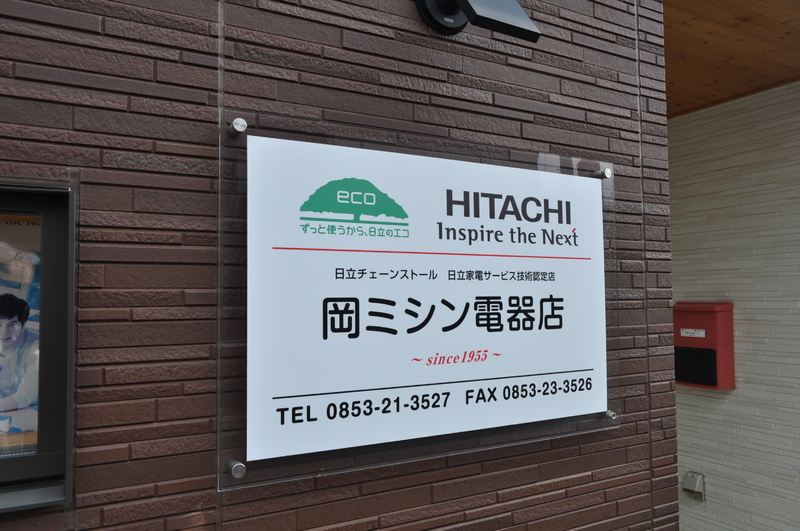 eco
ずっと使うから、日立のエコ
HITACHI
Inspire the Next
日立チェーンストール 日立家電サービス技術認定店
岡ミシン電器店
～since1955～
TEL 0853-21-3527 FAX 0853-23-3526